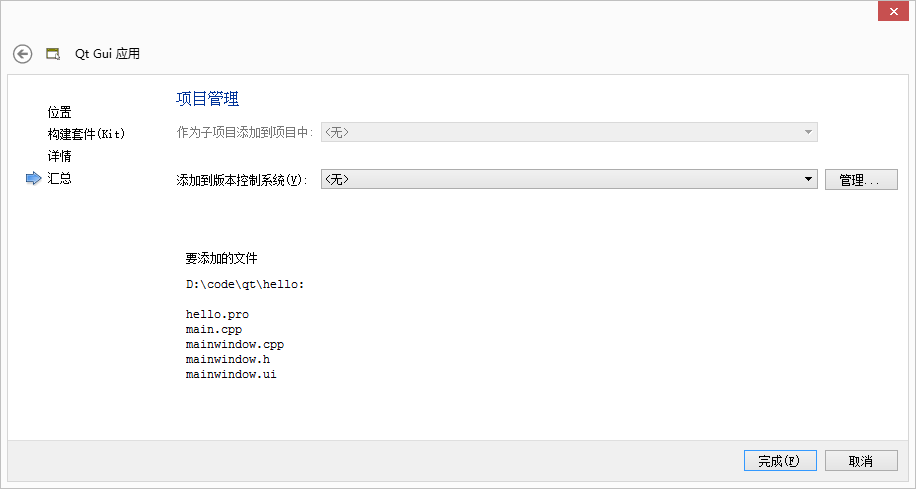 Qt Gui 应用
位置
构建套件(Kit)
详情
汇总
项目管理
作为子项目添加到项目中: <无>
添加到版本控制系统(V): <无> 管理...
要添加的文件
D:\code\qt\hello:
hello.pro
main.cpp
mainwindow.cpp
mainwindow.h
mainwindow.ui
完成(F) 取消